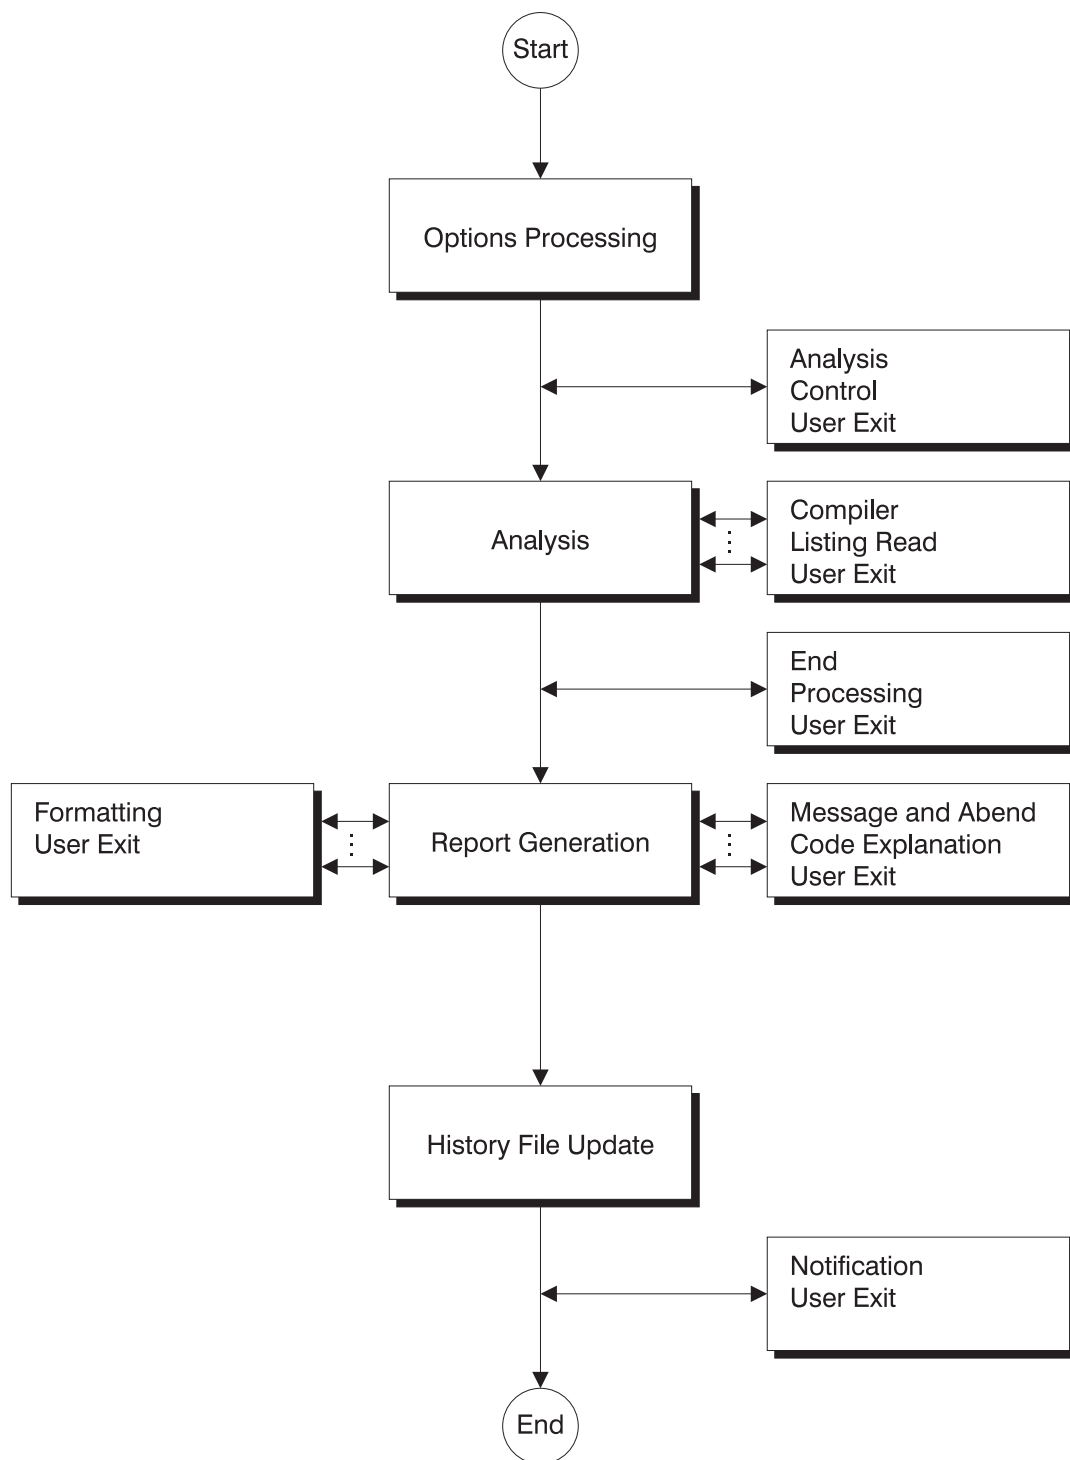 Start
Options Processing
Analysis
Control
User Exit
Analysis
Compiler
Listing Read
User Exit
End
Processing
User Exit
Formatting
User Exit
Report Generation
Message and Abend
Code Explanation
User Exit
History File Update
Notification
User Exit
End